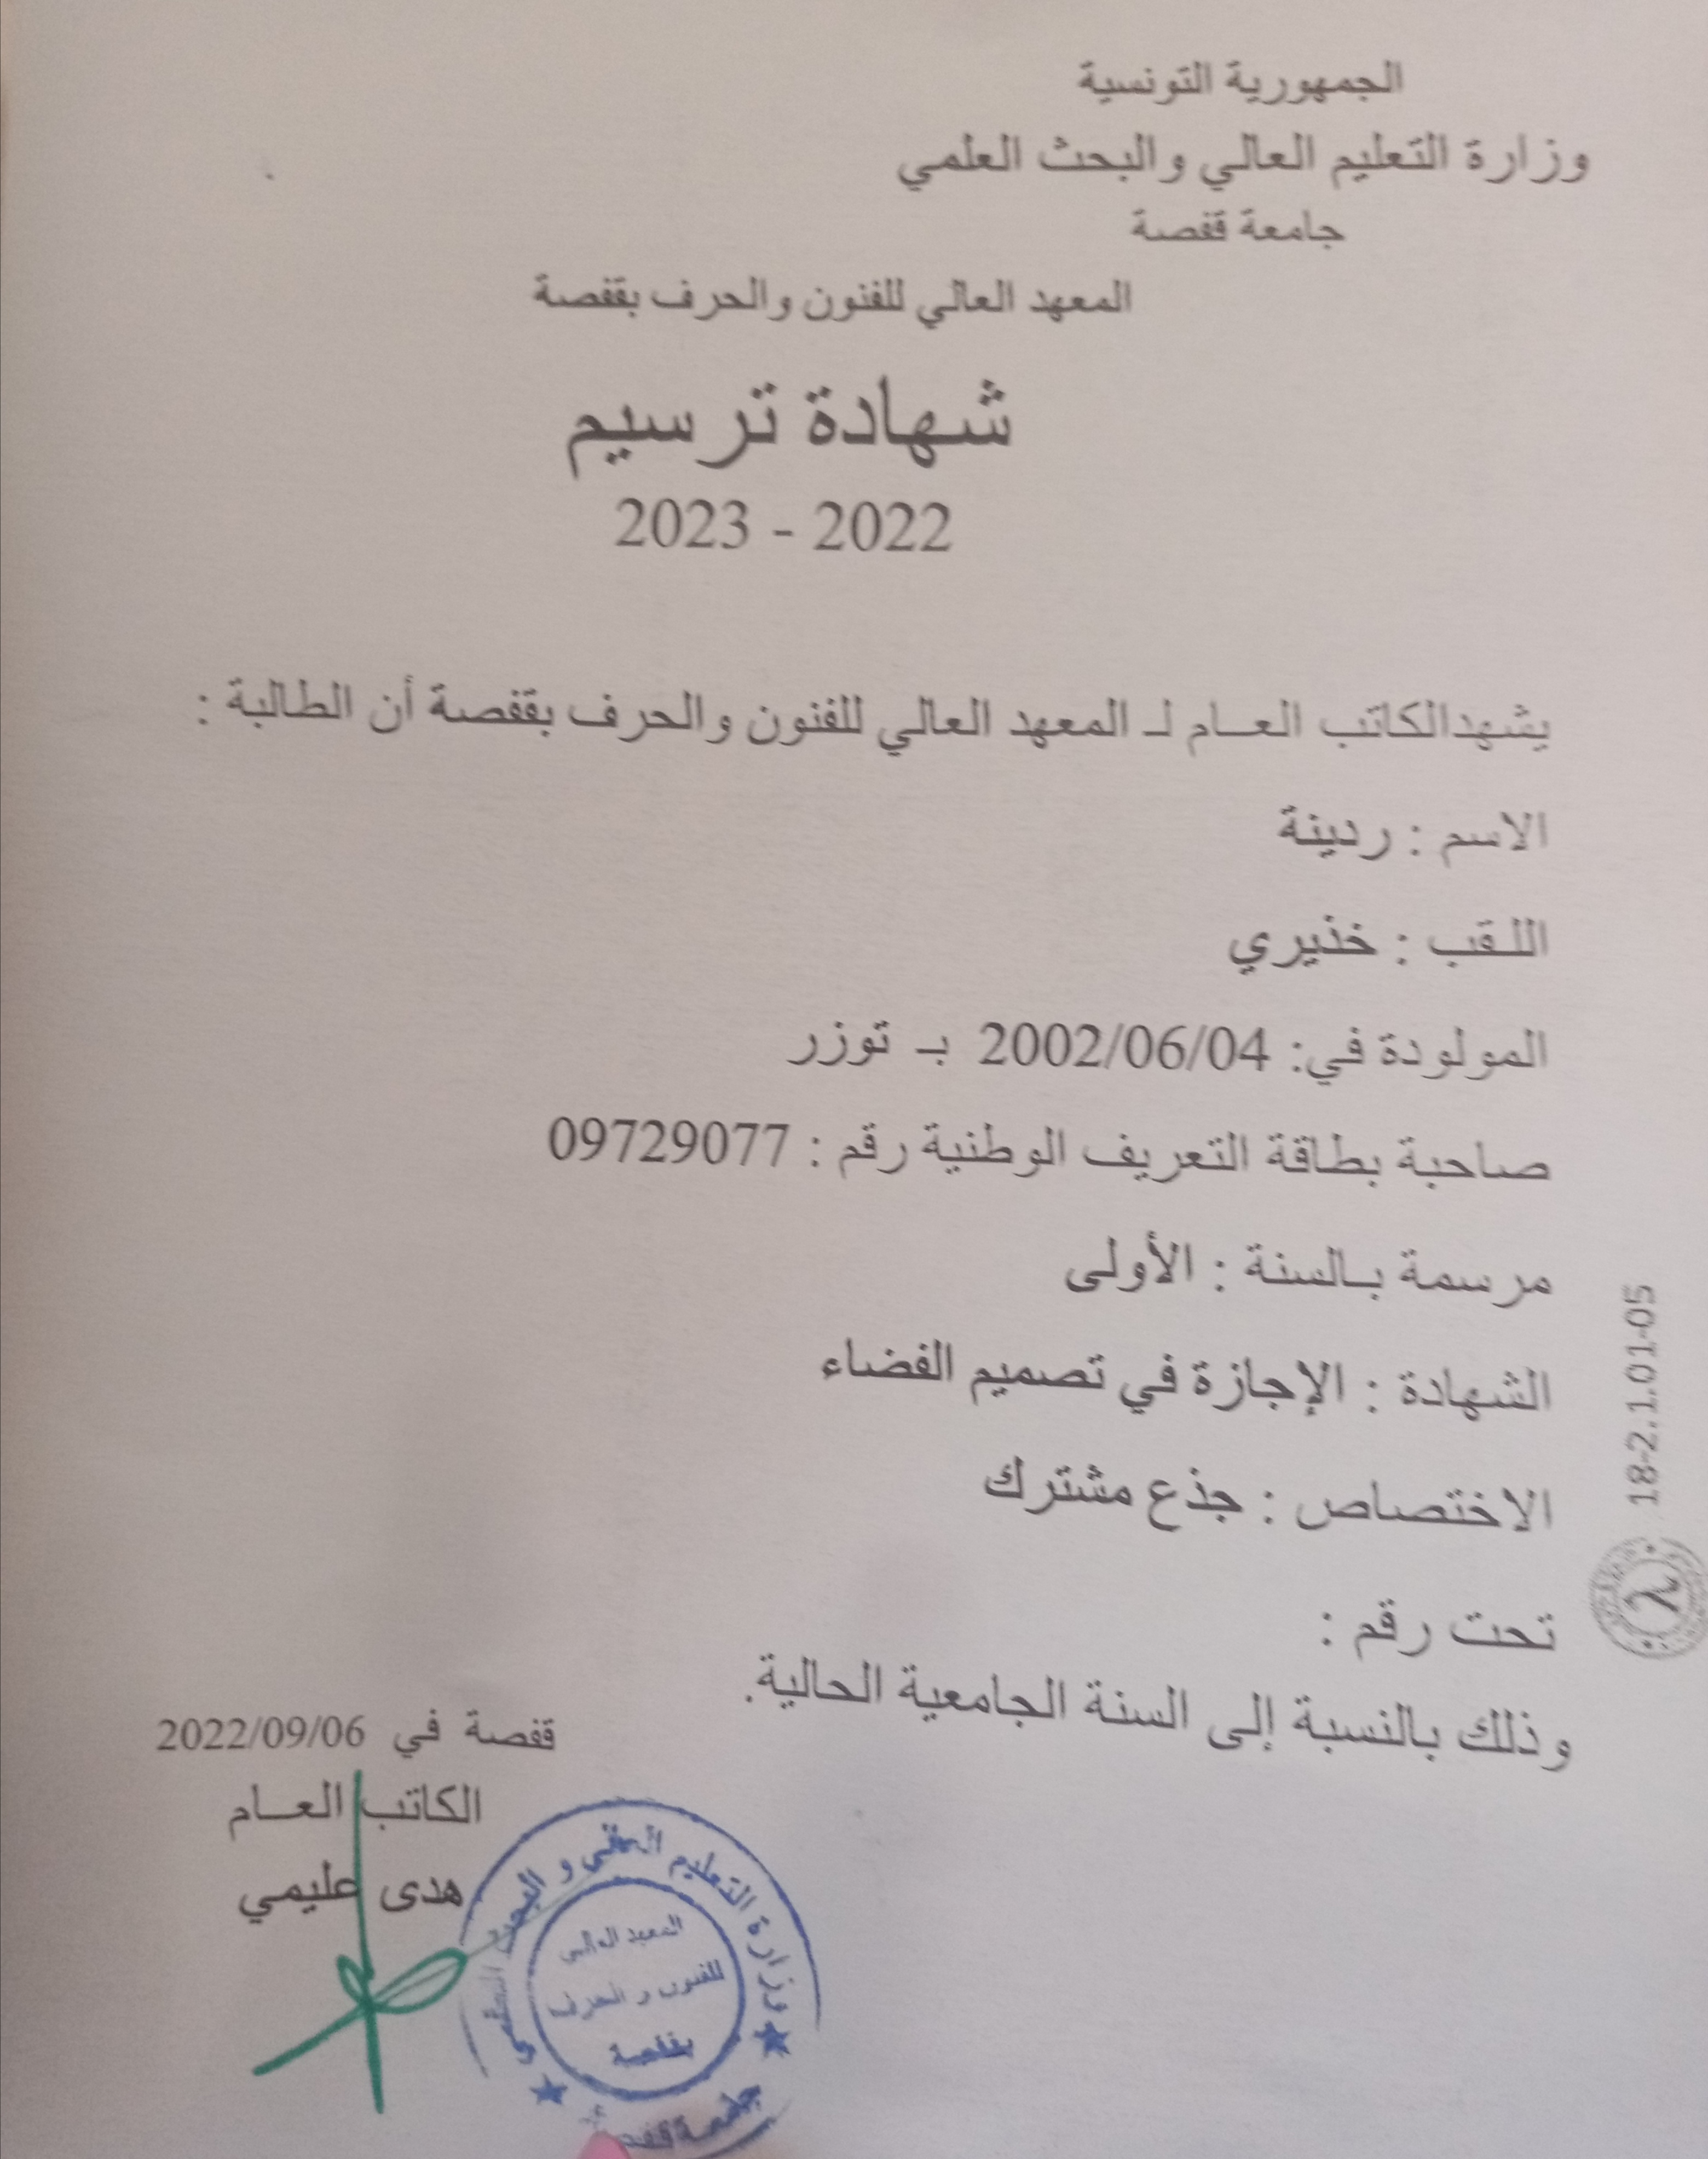 الجمهورية التونسية
وزارة التعليم العالي والبحث العلمي
جامعة قفصة
المعهد العالي للفنون والحرف بقفصة
شهادة ترسيم
2023 - 2022
يشهدالكاتب العـــام لـ المعهد العالي للفنون والحرف بقفصة أن الطالبة :
الاسم : ردينة
اللـقب : خذيري
المولودة في: 2002/06/04 بـ توزر
صاحبة بطاقة التعريف الوطنية رقم : 09729077
مرسمة بـالسنة : الأولى
الشهادة : الإجازة في تصميم الفضاء
الاختصاص : جذع مشترك
تحت رقم :
وذلك بالنسبة إلى السنة الجامعية الحالية.
قفصة في 2022/09/06
الكاتب العـــام
هدى عليمي
وزارة التعليم العالي و البحث العلمي
المعهد العالي
للفنون و الحرف
بقفصة
جامعة قفصة
18-2.1.01-05